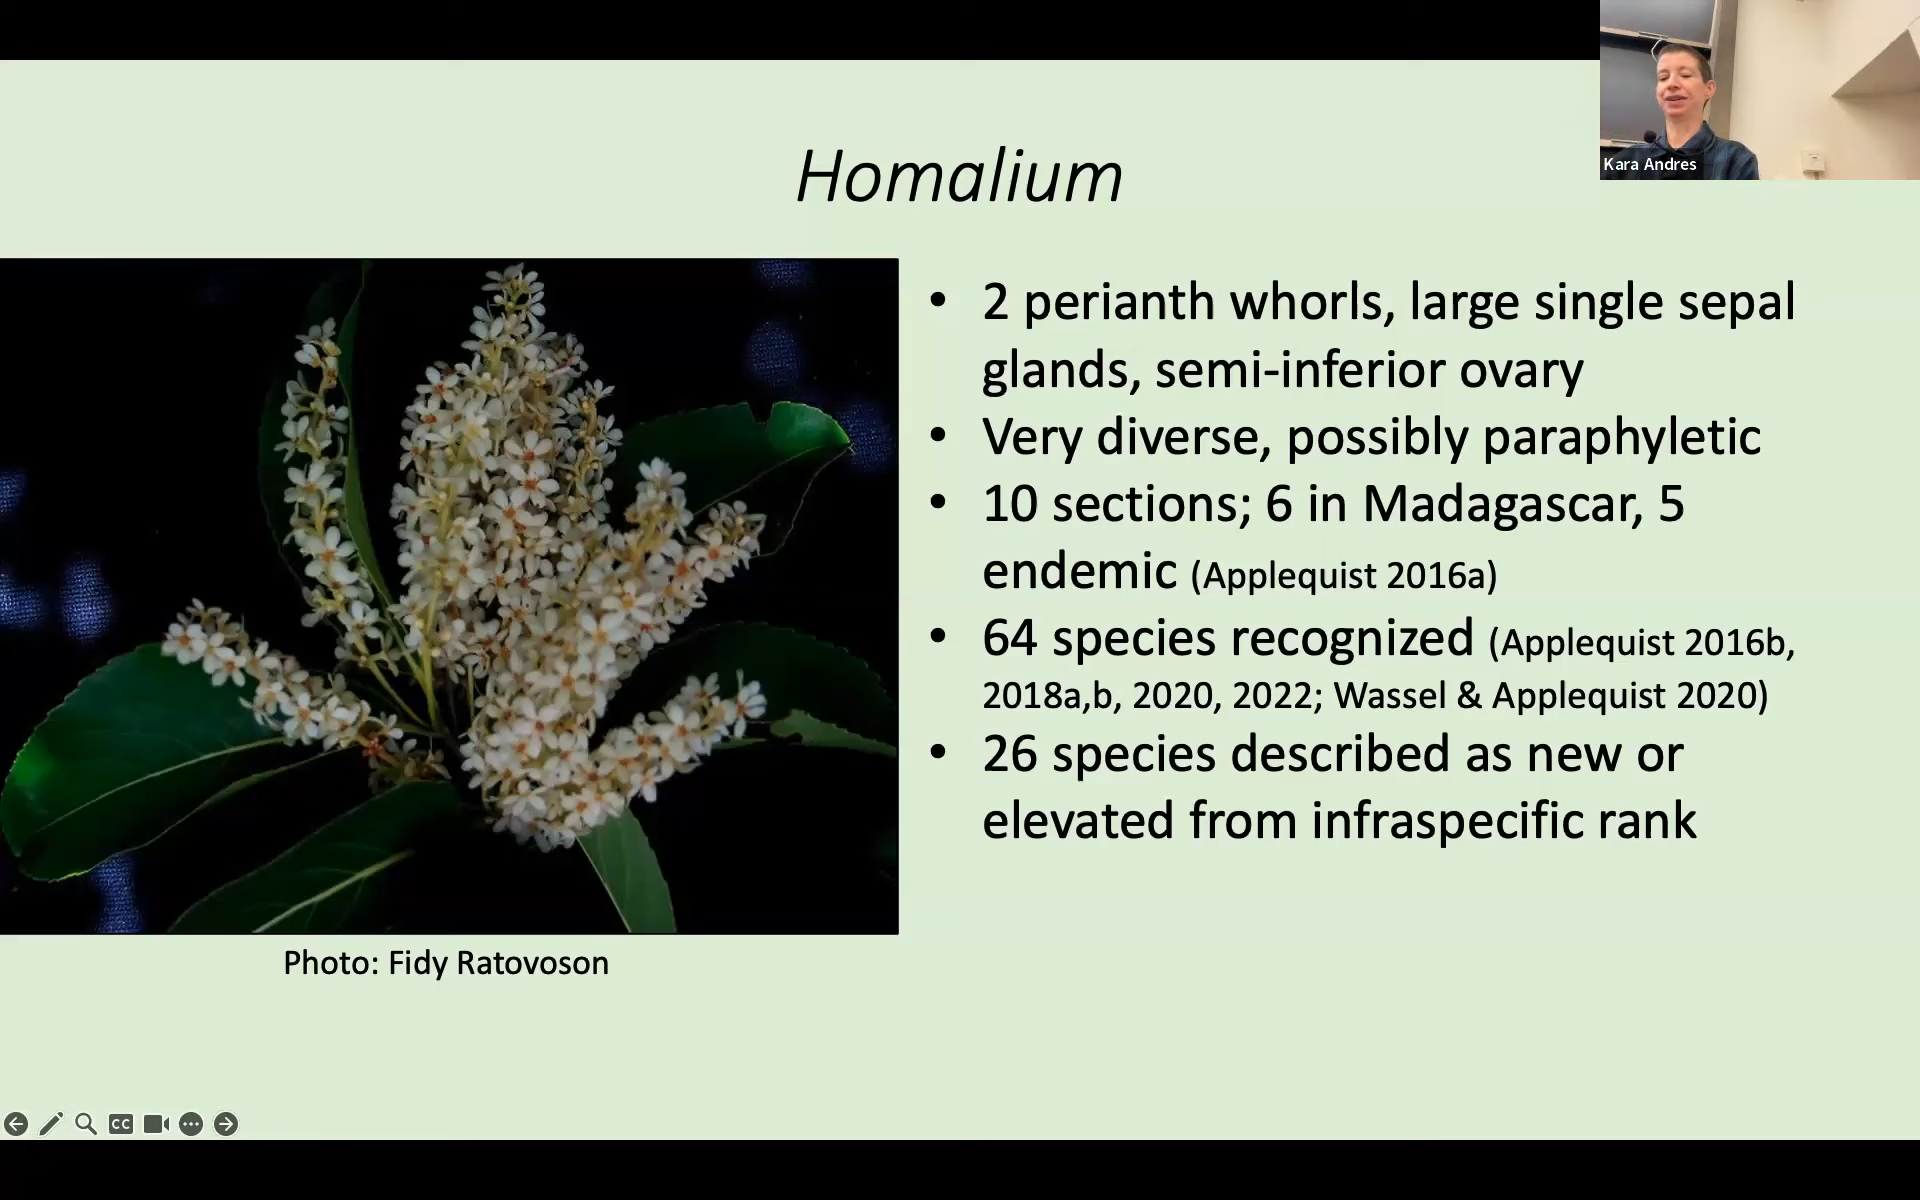 Kara Andres
Homalium
• 2 perianth whorls, large single sepal
glands, semi-inferior ovary
• Very diverse, possibly paraphyletic
• 10 sections; 6 in Madagascar, 5
endemic (Applequist 2016a)
• 64 species recognized (Applequist 2016b,
2018a,b, 2020, 2022; Wassel & Applequist 2020)
• 26 species described as new or
elevated from infraspecific rank
Photo: Fidy Ratovoson
CC